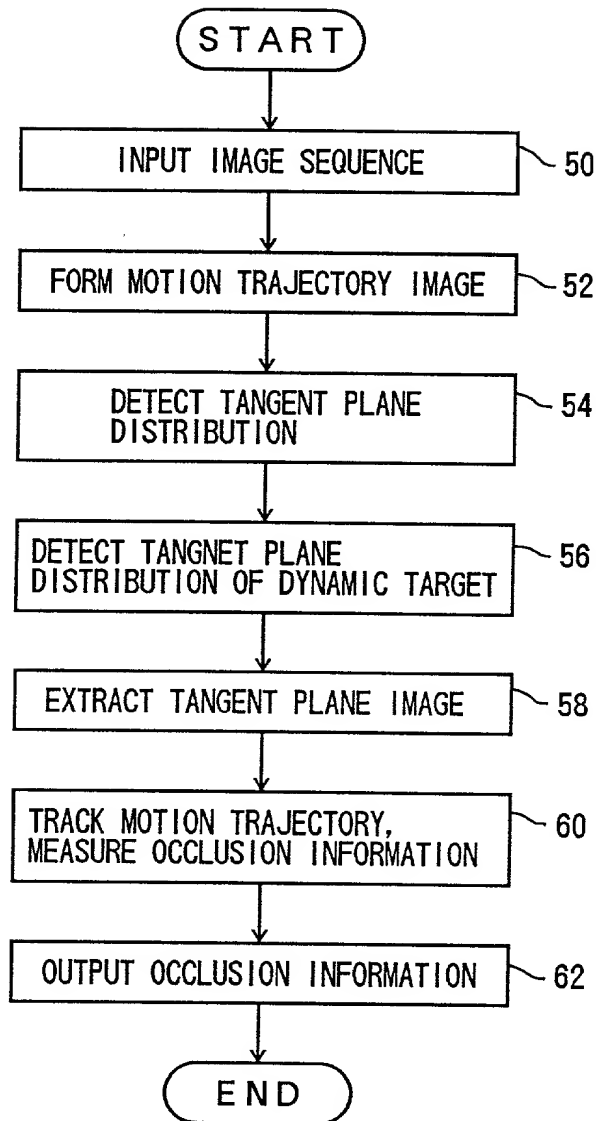 START
INPUT IMAGE SEQUENCE
50
FORM MOTION TRAJECTORY IMAGE
52
DETECT TANGENT PLANE
DISTRIBUTION
54
DETECT TANGNET PLANE
DISTRIBUTION OF DYNAMIC TARGET
56
EXTRACT TANGENT PLANE IMAGE
58
TRACK MOTION TRAJECTORY,
MEASURE OCCLUSION INFORMATION
60
OUTPUT OCCLUSION INFORMATION
62
END